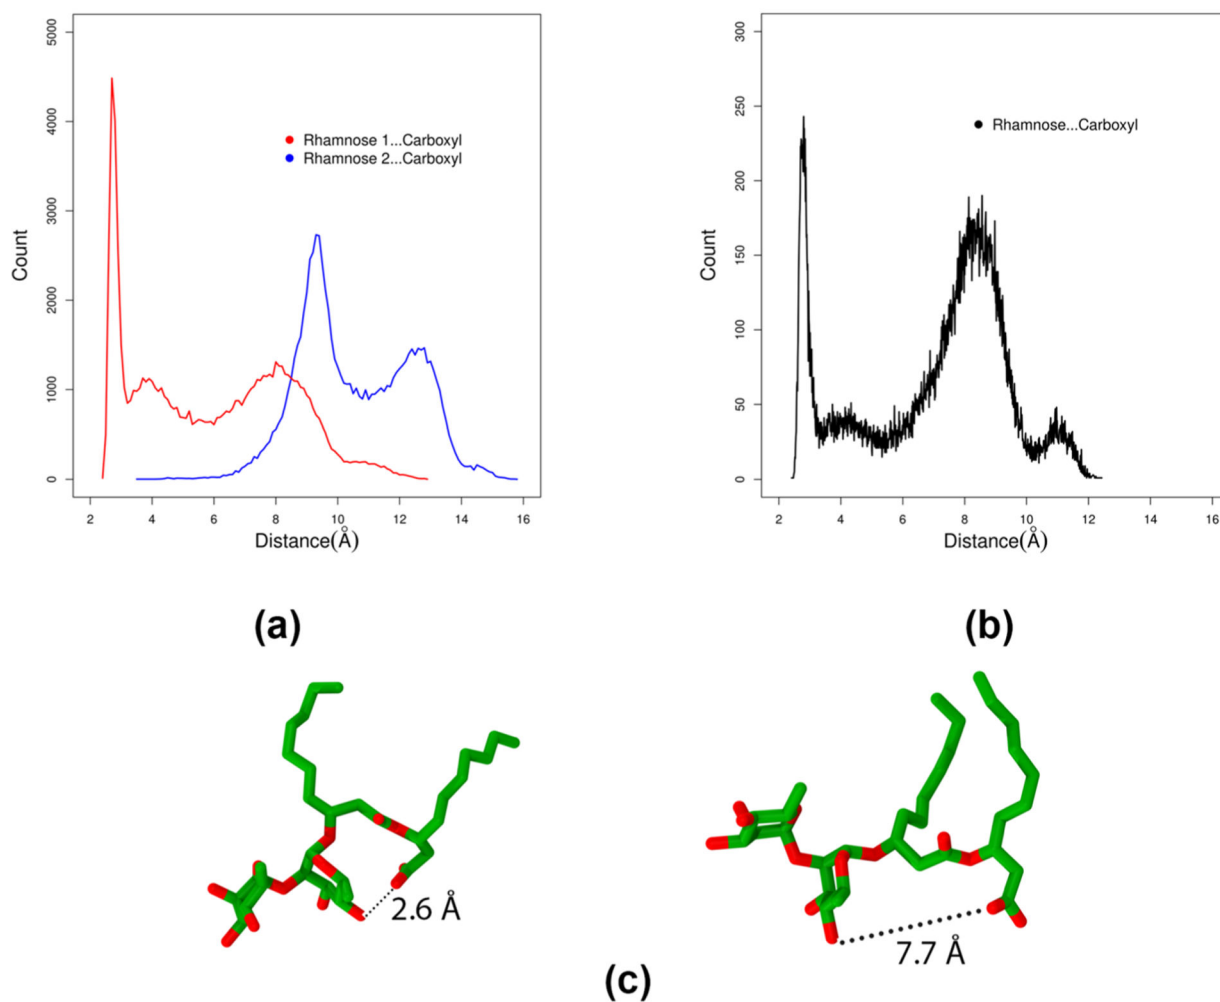 5000
4000
3000
2000
1000
0
Count
Rhamnose 1...Carboxyl
Rhamnose 2...Carboxyl
2 4 6 8 10 12 14 16
Distance(Å)
(a)
300
250
200
150
100
50
0
Count
Rhamnose...Carboxyl
2 4 6 8 10 12 14 16
Distance(Å)
(b)
2.6 Å
7.7 Å
(c)